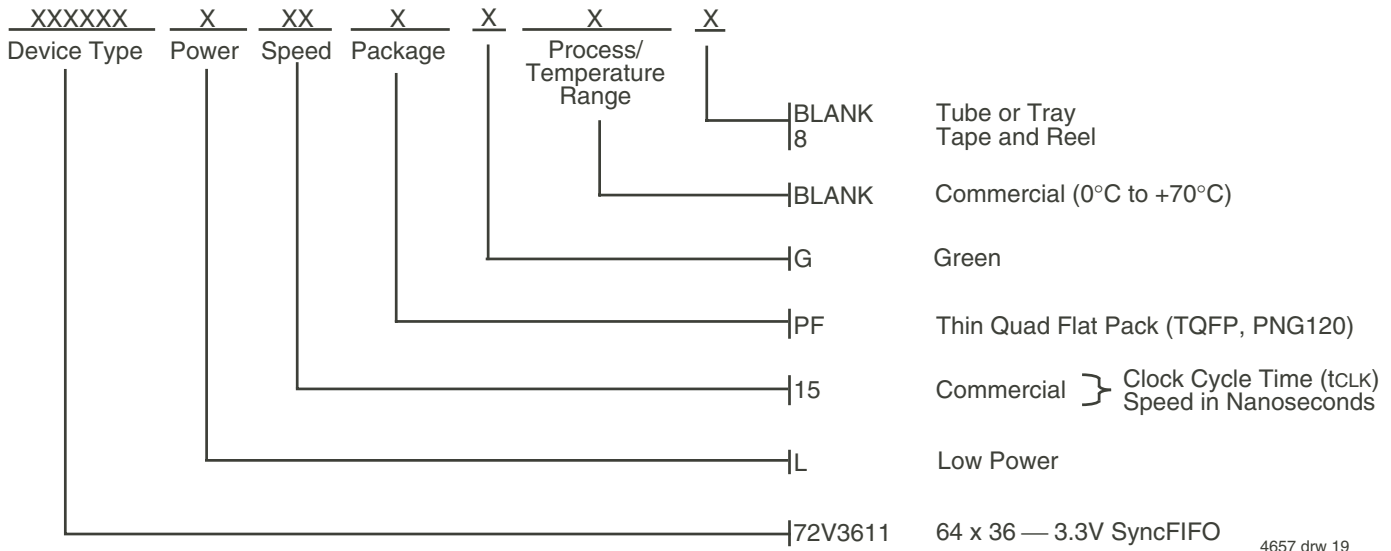 XXXXXX X XX X X X X
Device Type Power Speed Package Process/
Temperature
Range
BLANK Tube or Tray
8 Tape and Reel
BLANK Commercial (0°C to +70°C)
G Green
PF Thin Quad Flat Pack (TQFP, PNG120)
15 Commercial } Clock Cycle Time (tCLK)
Speed in Nanoseconds
L Low Power
72V3611 64 x 36 — 3.3V SyncFIFO
4657 drw 19